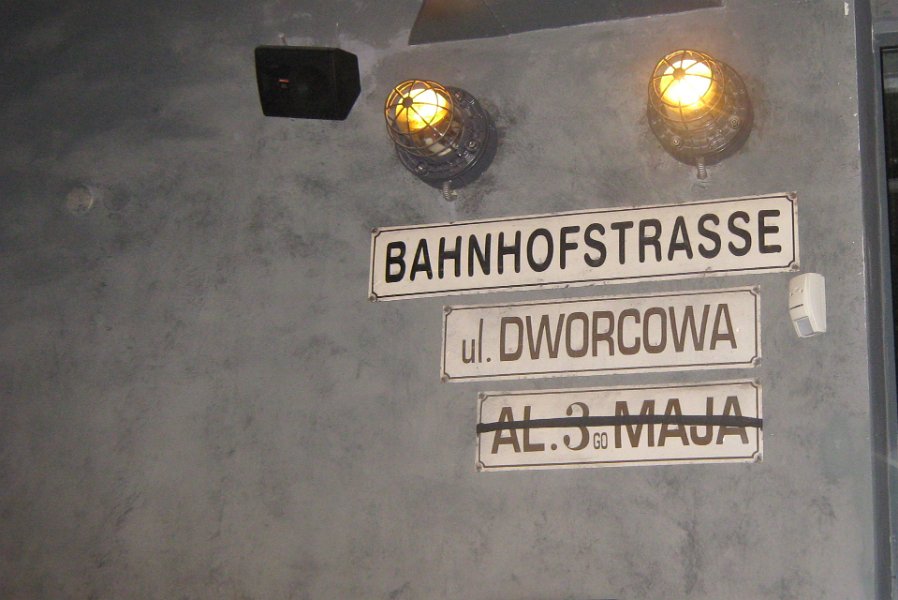 BAHNHOFSTRASSE
ul. DWORCOWA
AL. 3 GO MAJA